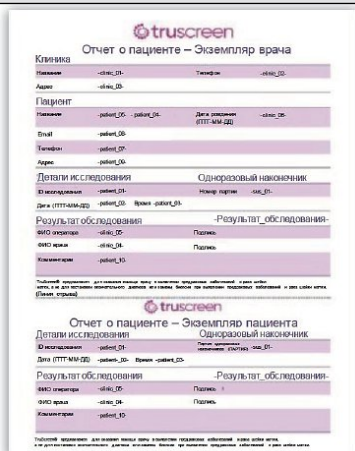 truscreen
Отчет о пациенте – Экземпляр врача
Клиника
Название -clinic_01- Телефон -clinic_02-
Адрес -clinic_03-
Пациент
Название -patient_05- -patient_04- Дата рождения -clinic_06-
(ГГГГ-ММ-ДД)
Email -patient_08-
Телефон -patient_07-
Адрес -patient_09-
Детали исследования Одноразовый наконечник
ID исследования -patient_01- Номер партии -sus_01-
Дата (ГГГГ-ММ-ДД) -patient_02- Время -patient_03-
Результат обследования -Результат_обследования-
ФИО оператора -clinic_05- Подпись
ФИО врача -clinic_04- Подпись
Комментарии -patient_10-
(Линия отрыва)
truscreen
Отчет о пациенте – Экземпляр пациента
Детали исследования Одноразовый наконечник
ID исследования -patient_01- -sus_01-
Дата (ГГГГ-ММ-ДД) -patient_02- Время -patient_03-
Результат обследования -Результат_обследования-
ФИО оператора -clinic_05- Подпись
ФИО врача -clinic_04- Подпись
Комментарии -patient_10-